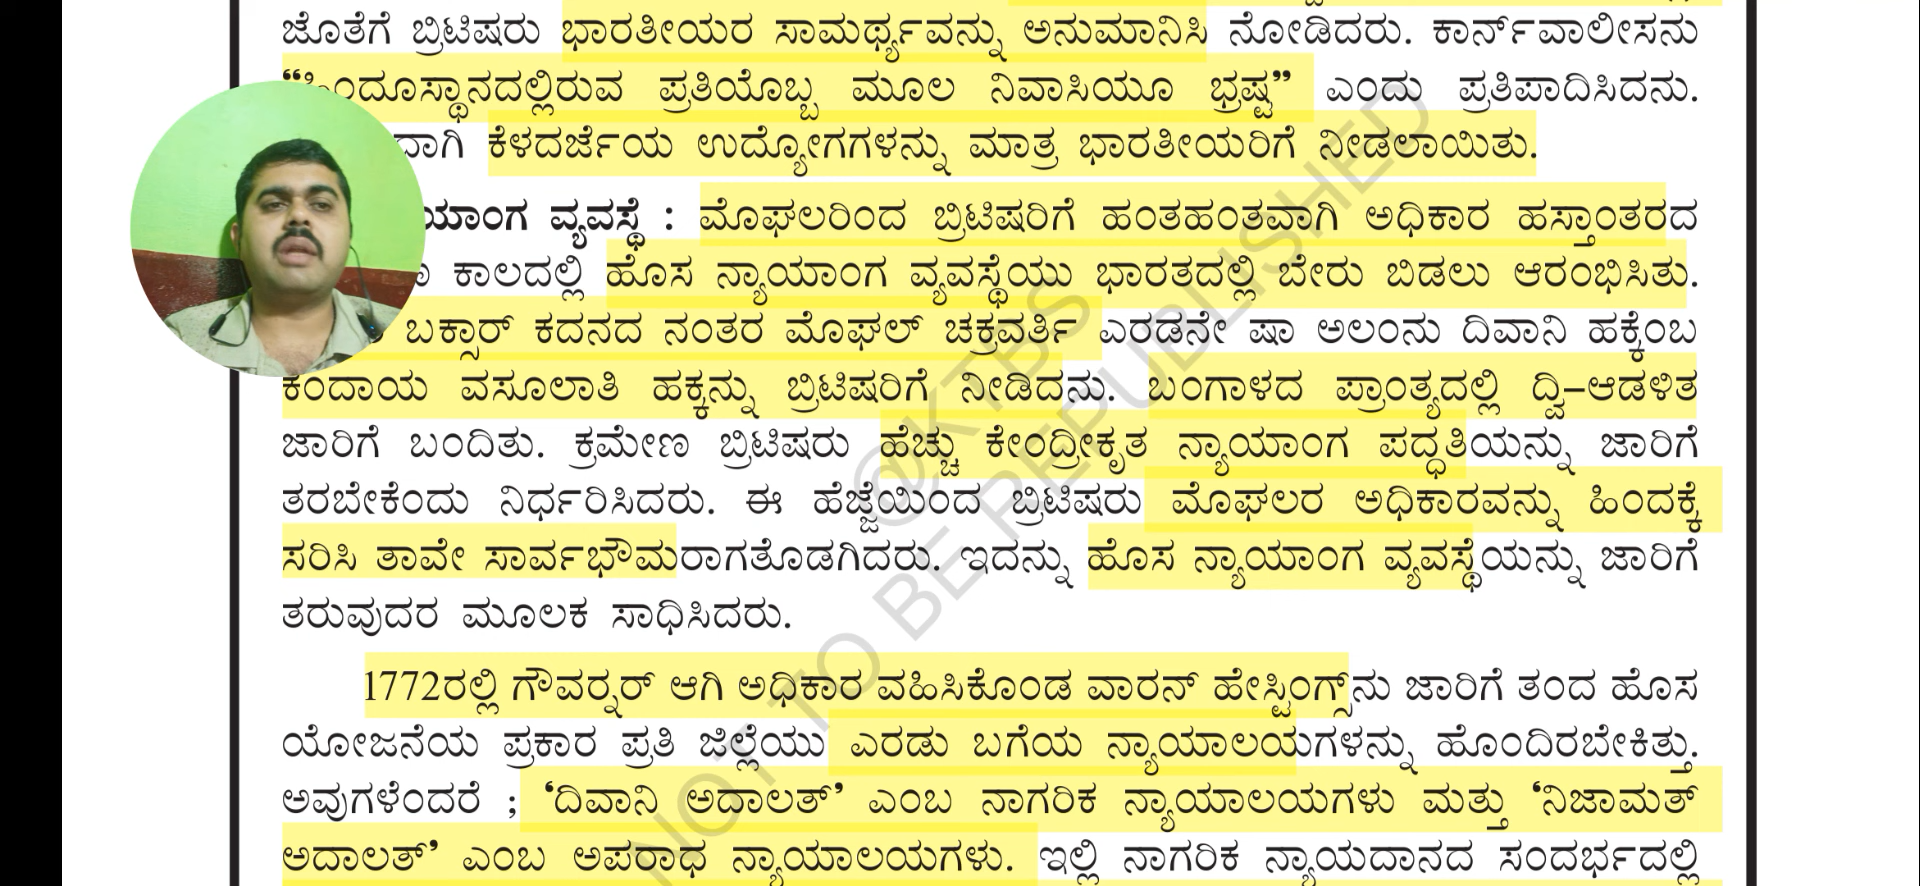 ಜೊತೆಗೆ ಬ್ರಿಟಿಷರು ಭಾರತೀಯರ ಸಾಮರ್ಥ್ಯವನ್ನು ಅನುಮಾನಿಸಿ ನೋಡಿದರು. ಕಾರ್ನ್‌ವಾಲೀಸನು
ಪ್ರತಿಯೊಬ್ಬ ಮೂಲ ನಿವಾಸಿಯೂ ಭ್ರಷ್ಟ” ಎಂದು ಪ್ರತಿಪಾದಿಸಿದನು.
ದಾಗಿ ಕೆಳದರ್ಜೆಯ ಉದ್ಯೋಗಗಳನ್ನು ಮಾತ್ರ ಭಾರತೀಯರಿಗೆ ನೀಡಲಾಯಿತು.
ಯಾಂಗ ವ್ಯವಸ್ಥೆ : ಮೊಘಲರಿಂದ ಬ್ರಿಟಿಷರಿಗೆ ಹಂತಹಂತವಾಗಿ ಅಧಿಕಾರ ಹಸ್ತಾಂತರದ
ಕಾಲದಲ್ಲಿ ಹೊಸ ನ್ಯಾಯಾಂಗ ವ್ಯವಸ್ಥೆಯು ಭಾರತದಲ್ಲಿ ಬೇರು ಬಿಡಲು ಆರಂಭಿಸಿತು.
ಬಕ್ಸಾರ್ ಕದನದ ನಂತರ ಮೊಘಲ್ ಚಕ್ರವರ್ತಿ ಎರಡನೇ ಷಾ ಅಲಂನು ದಿವಾನಿ ಹಕ್ಕೆಂಬ
ಕಂದಾಯ ವಸೂಲಾತಿ ಹಕ್ಕನ್ನು ಬ್ರಿಟಿಷರಿಗೆ ನೀಡಿದನು. ಬಂಗಾಳದ ಪ್ರಾಂತ್ಯದಲ್ಲಿ ದ್ವಿ–ಆಡಳಿತ
ಜಾರಿಗೆ ಬಂದಿತು. ಕ್ರಮೇಣ ಬ್ರಿಟಿಷರು ಹೆಚ್ಚು ಕೇಂದ್ರೀಕೃತ ನ್ಯಾಯಾಂಗ ಪದ್ಧತಿಯನ್ನು ಜಾರಿಗೆ
ತರಬೇಕೆಂದು ನಿರ್ಧರಿಸಿದರು. ಈ ಹೆಜ್ಜೆಯಿಂದ ಬ್ರಿಟಿಷರು ಮೊಘಲರ ಅಧಿಕಾರವನ್ನು ಹಿಂದಕ್ಕೆ
ಸರಿಸಿ ತಾವೇ ಸಾರ್ವಭೌಮರಾಗತೊಡಗಿದರು. ಇದನ್ನು ಹೊಸ ನ್ಯಾಯಾಂಗ ವ್ಯವಸ್ಥೆಯನ್ನು ಜಾರಿಗೆ
ತರುವುದರ ಮೂಲಕ ಸಾಧಿಸಿದರು.
1772ರಲ್ಲಿ ಗೌವರ‍್ನರ್ ಆಗಿ ಅಧಿಕಾರ ವಹಿಸಿಕೊಂಡ ವಾರನ್ ಹೇಸ್ಟಿಂಗ್ಸ್‌ನು ಜಾರಿಗೆ ತಂದ ಹೊಸ
ಯೋಜನೆಯ ಪ್ರಕಾರ ಪ್ರತಿ ಜಿಲ್ಲೆಯು ಎರಡು ಬಗೆಯ ನ್ಯಾಯಾಲಯಗಳನ್ನು ಹೊಂದಿರಬೇಕಿತ್ತು.
ಅವುಗಳೆಂದರೆ ; ‘ದಿವಾನಿ ಅದಾಲತ್’ ಎಂಬ ನಾಗರಿಕ ನ್ಯಾಯಾಲಯಗಳು ಮತ್ತು ‘ನಿಜಾಮತ್
ಅದಾಲತ್’ ಎಂಬ ಅಪರಾಧ ನ್ಯಾಯಾಲಯಗಳು. ಇಲ್ಲಿ ನಾಗರಿಕ ನ್ಯಾಯದಾನದ ಸಂದರ್ಭದಲ್ಲಿ
@KTBS
NOT TO BE REPUBLISHED